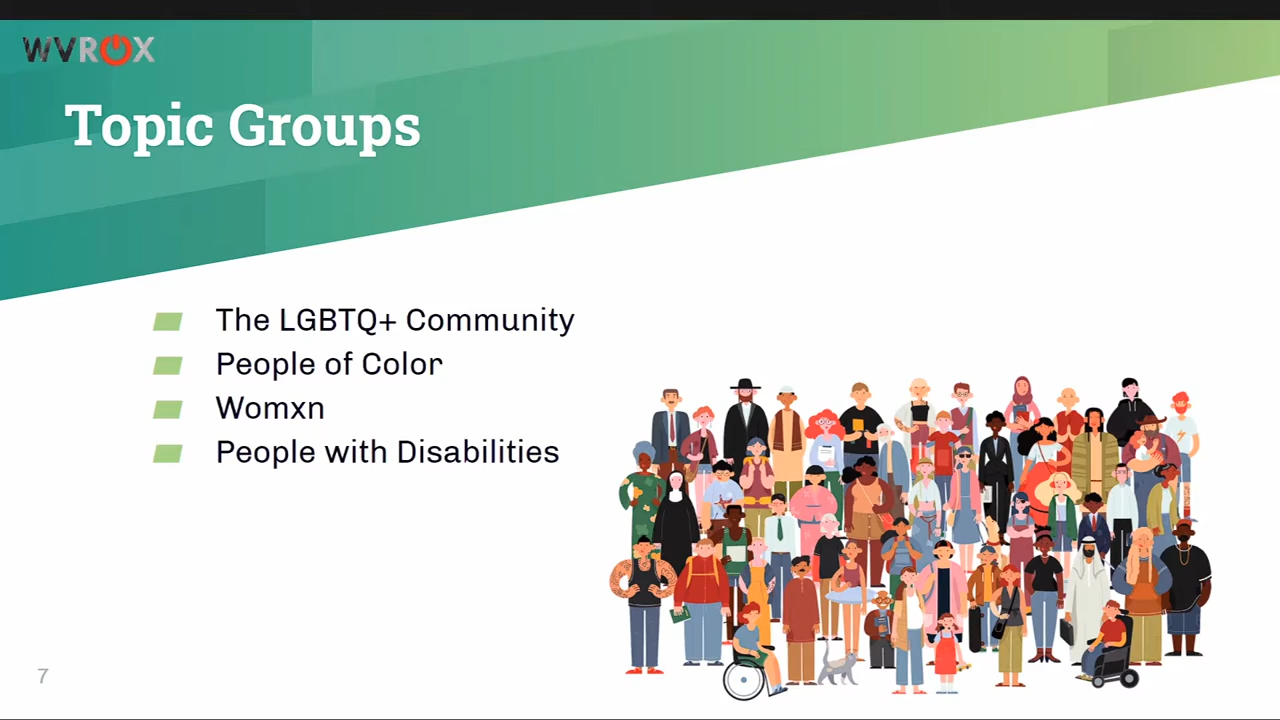 WVROX
Topic Groups
The LGBTQ+ Community
People of Color
Womxn
People with Disabilities
7